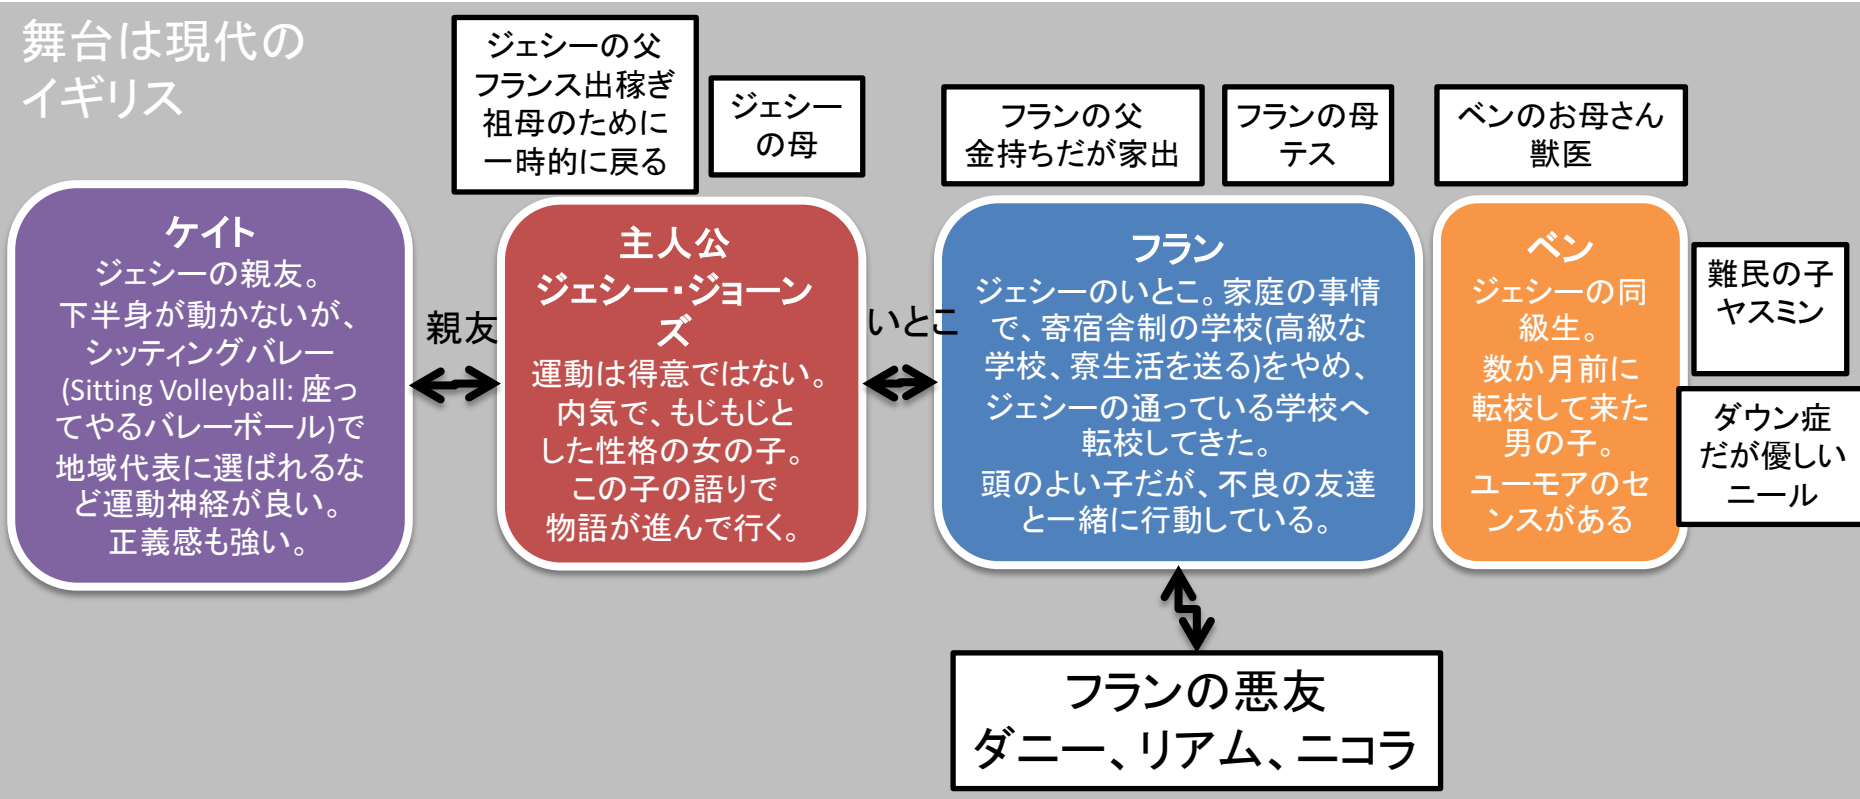 舞台は現代の
イギリス
ジェシーの父
フランス出稼ぎ
祖母のために
一時的に戻る
ジェシー
の母
フランの父
金持ちだが家出
フランの母
テス
ベンのお母さん
獣医
ケイト
ジェシーの親友。
下半身が動かないが、
シッティングバレー
(Sitting Volleyball: 座っ
てやるバレーボール)で
地域代表に選ばれるな
ど運動神経が良い。
正義感も強い。
親友
主人公
ジェシー・ジョーン
ズ
運動は得意ではない。
内気で、もじもじと
した性格の女の子。
この子の語りで
物語が進んで行く。
いとこ
フラン
ジェシーのいとこ。家庭の事情
で、寄宿舎制の学校(高級な
学校、寮生活を送る)をやめ、
ジェシーの通っている学校へ
転校してきた。
頭のよい子だが、不良の友達
と一緒に行動している。
ベン
ジェシーの同
級生。
数か月前に
転校して来た
男の子。
ユーモアのセ
ンスがある
難民の子
ヤスミン
ダウン症
だが優しい
ニール
フランの悪友
ダニー、リアム、ニコラ